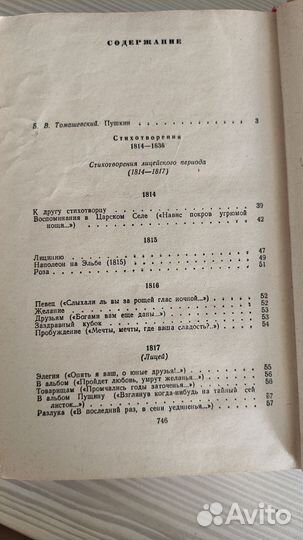 СОДЕРЖАНИЕ
Б. В. Томашевский. Пушкин 3
Стихотворения
1814—1836
Стихотворения лицейского периода
(1814—1817)
1814
К другу стихотворцу 39
Воспоминания в Царском Селе («Навис покров угрюмой
нощи...») 42
1815
Лицинию 47
Наполеон на Эльбе (1815) 49
Роза 51
1816
Певец («Слыхали ль вы за рощей глас ночной...») 52
Желание 52
Друзьям («Богами вам еще даны...») 53
Заздравный кубок 53
Пробуждение («Мечты, мечты, где ваша сладость?..») 54
1817
(Лицей)
Элегия («Опять я ваш, о юные друзья!..») 55
В альбом («Пройдет любовь, умрут желанья...») 56
Товарищам («Промчались годы заточенья...») 56
В альбом Пущину («Взглянув когда-нибудь на тайный сей
листок...») 57
Разлука («В последний раз, в сени уединенья...») 57
746
Avito